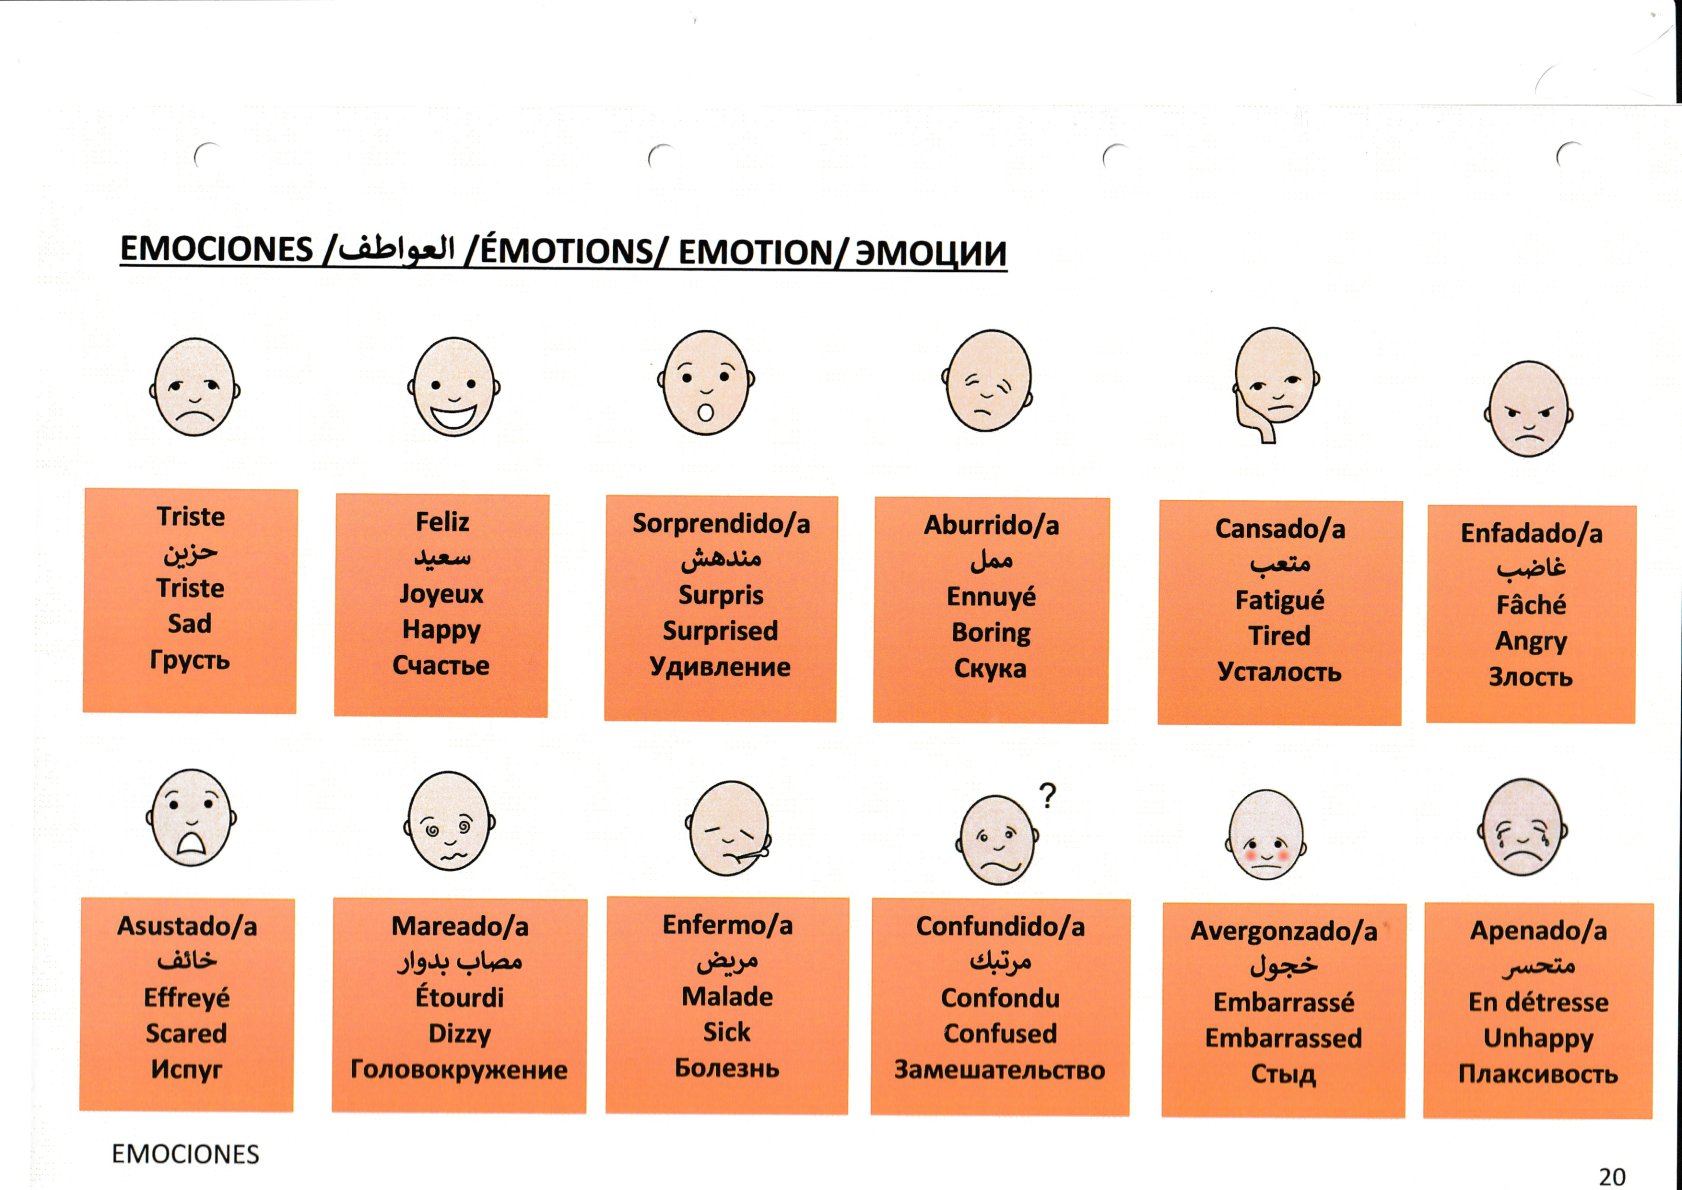 EMOCIONES /العواطف /ÉMOTIONS/ EMOTION/ ЭМОЦИИ
Triste
حزين
Triste
Sad
Грусть
Feliz
سعيد
Joyeux
Happy
Счастье
Sorprendido/a
مندهش
Surpris
Surprised
Удивление
Aburrido/a
ممل
Ennuyé
Boring
Скука
Cansado/a
متعب
Fatigué
Tired
Усталость
Enfadado/a
غاضب
Fâché
Angry
Злость
?
Asustado/a
خائف
Effreyé
Scared
Испуг
Mareado/a
مصاب بدوار
Étourdi
Dizzy
Головокружение
Enfermo/a
مريض
Malade
Sick
Болезнь
Confundido/a
مرتبك
Confondu
Confused
Замешательство
Avergonzado/a
خجول
Embarrassé
Embarrassed
Стыд
Apenado/a
متحسر
En détresse
Unhappy
Плаксивость
EMOCIONES
20